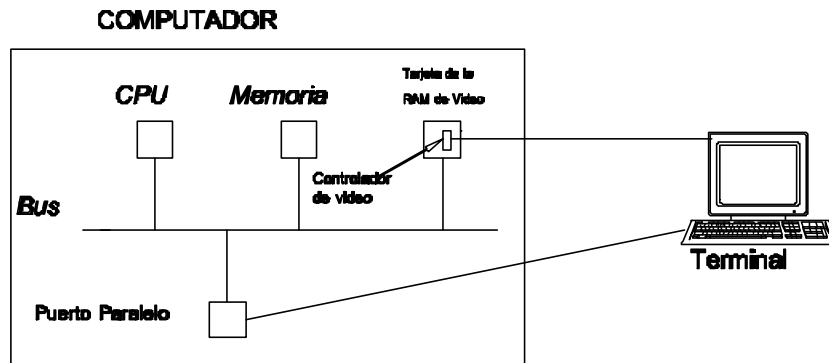 COMPUTADOR
CPU
Memoria
Tarjeta de la
RAM de Video
Controlador
de video
Bus
Terminal
Puerto Paralelo